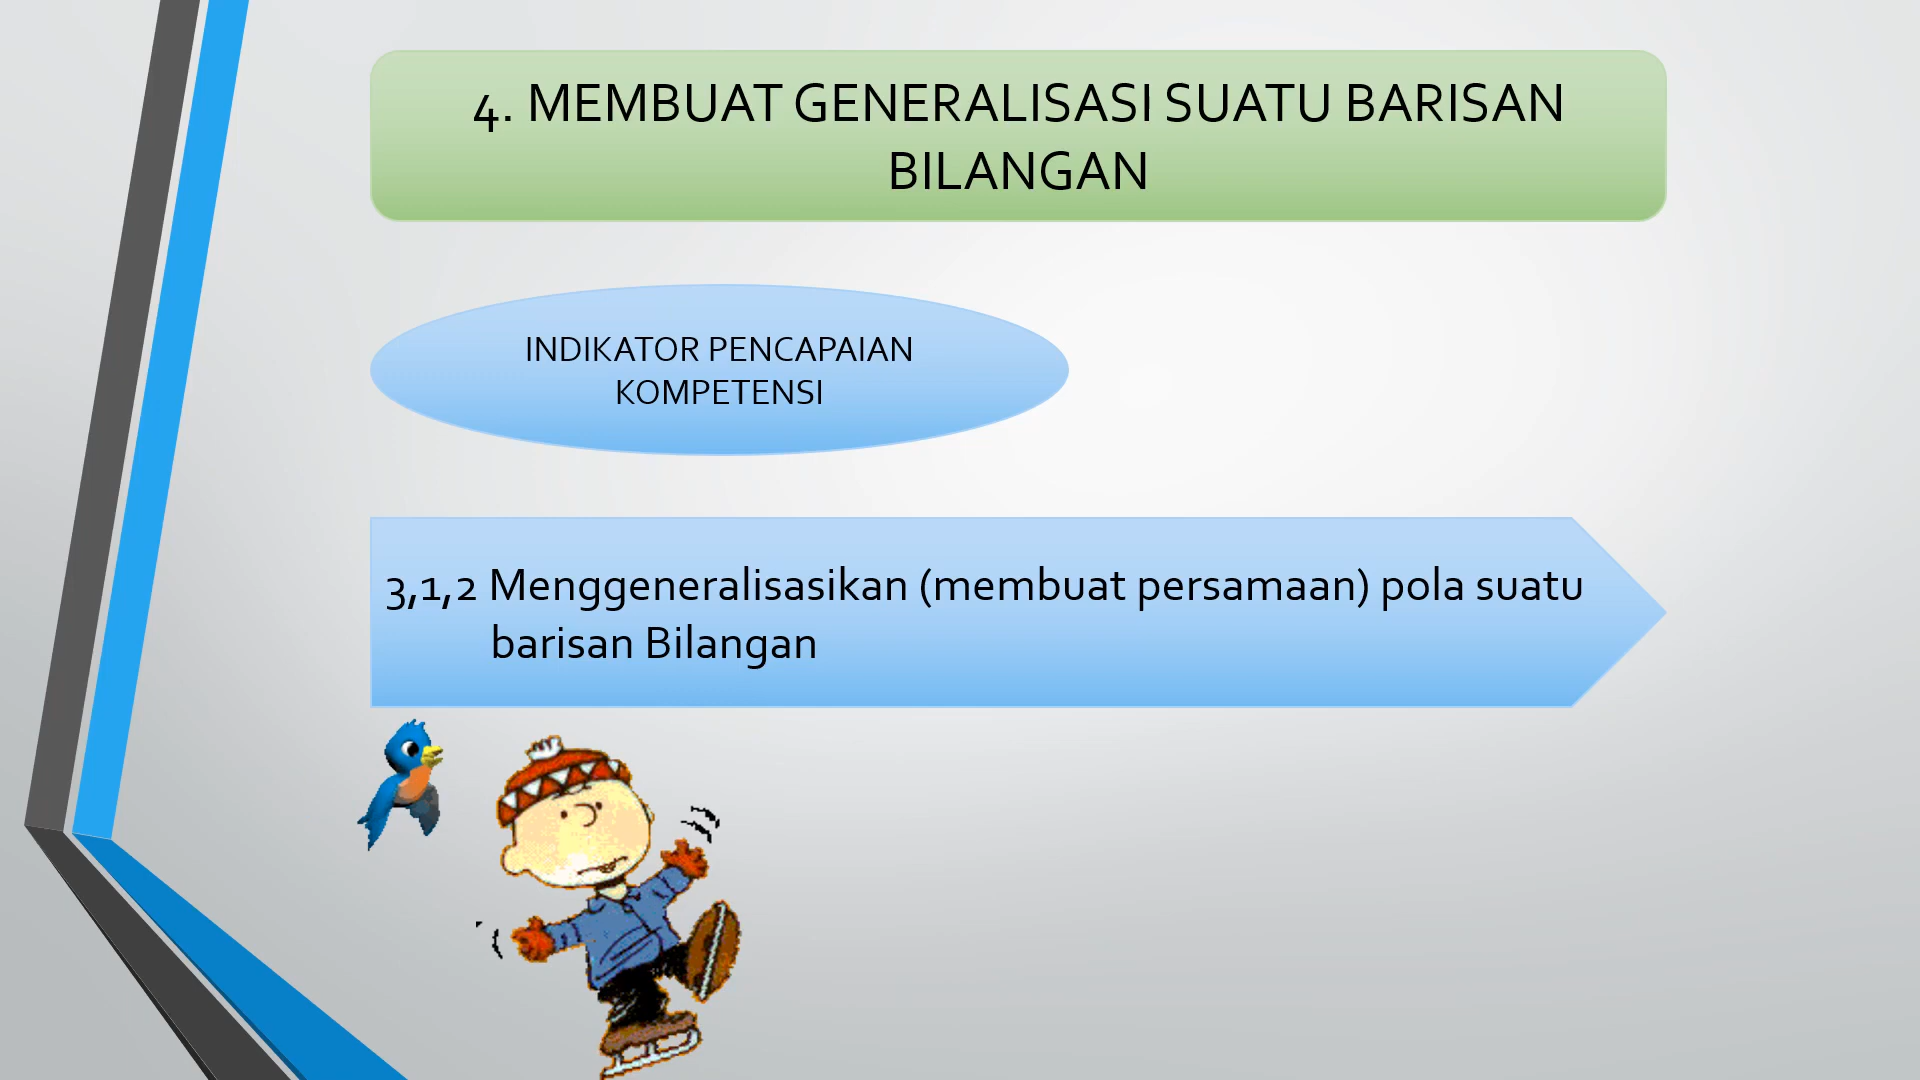 4. MEMBUAT GENERALISASI SUATU BARISAN
BILANGAN
INDIKATOR PENCAPAIAN
KOMPETENSI
3,1,2 Menggeneralisasikan (membuat persamaan) pola suatu
barisan Bilangan